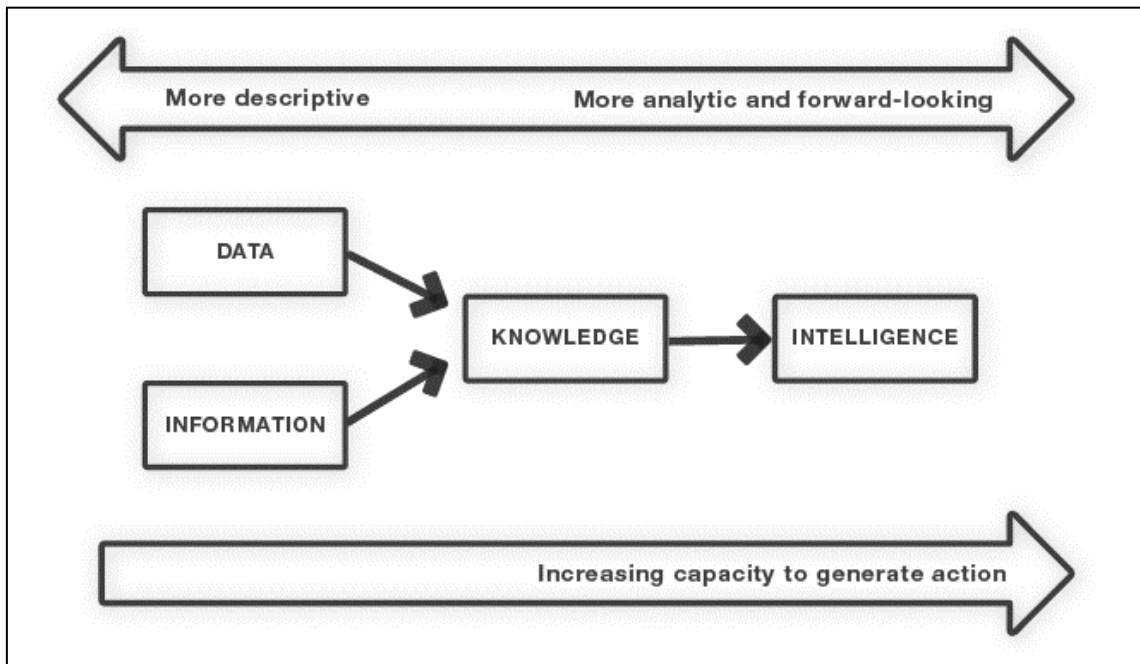 More descriptive
More analytic and forward-looking
DATA
KNOWLEDGE
INTELLIGENCE
INFORMATION
Increasing capacity to generate action